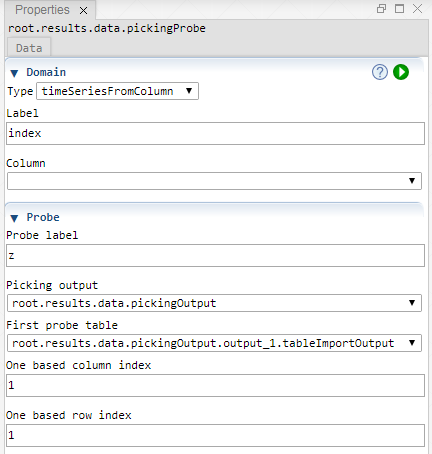 Properties
root.results.data.pickingProbe
Data
Domain
Type timeSeriesFromColumn
Label
index
Column
Probe
Probe label
z
Picking output
root.results.data.pickingOutput
First probe table
root.results.data.pickingOutput.output_1.tableImportOutput
One based column index
1
One based row index
1